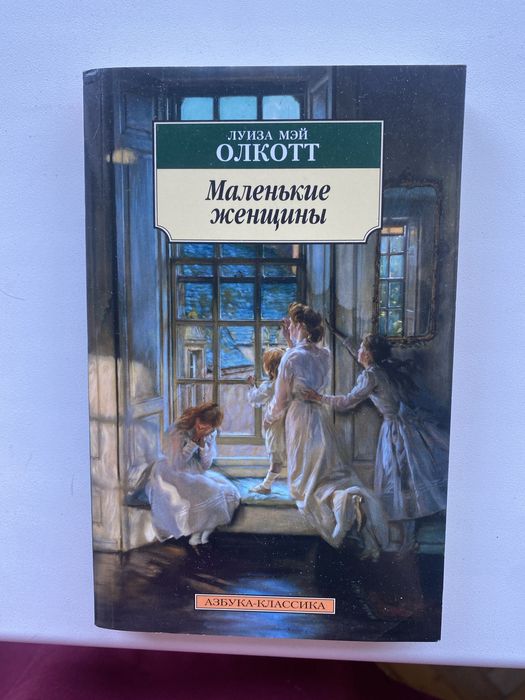 ЛУИЗА МЭЙ
ОЛКОТТ
Маленькие
женщины
АЗБУКА-КЛАССИКА